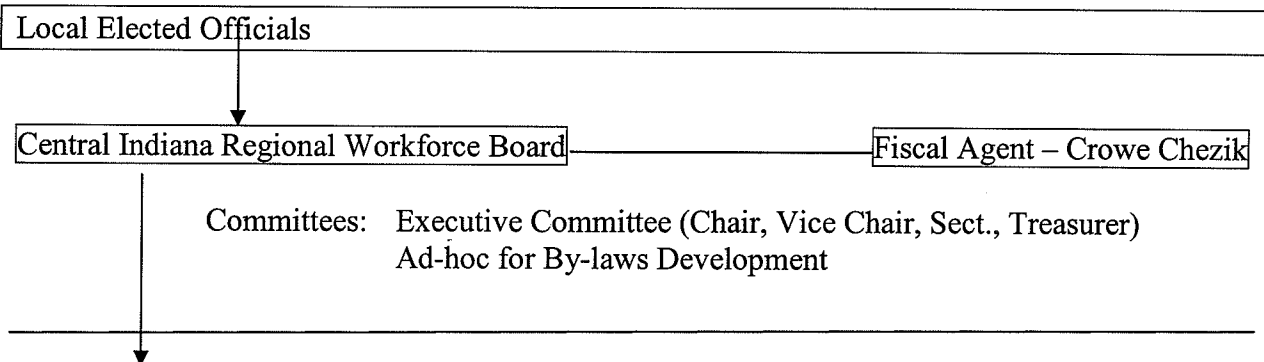 Local Elected Officials
Central Indiana Regional Workforce Board
Fiscal Agent – Crowe Chezik
Committees: Executive Committee (Chair, Vice Chair, Sect., Treasurer)
Ad-hoc for By-laws Development